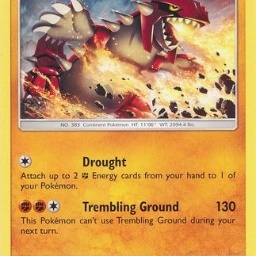 NO. 383 Continent Pokémon HT: 11'06" WT: 2094.4 lbs.
Drought
Attach up to 2 Energy cards from your hand to 1 of
your Pokémon.
Trembling Ground 130
This Pokémon can't use Trembling Ground during your
next turn.